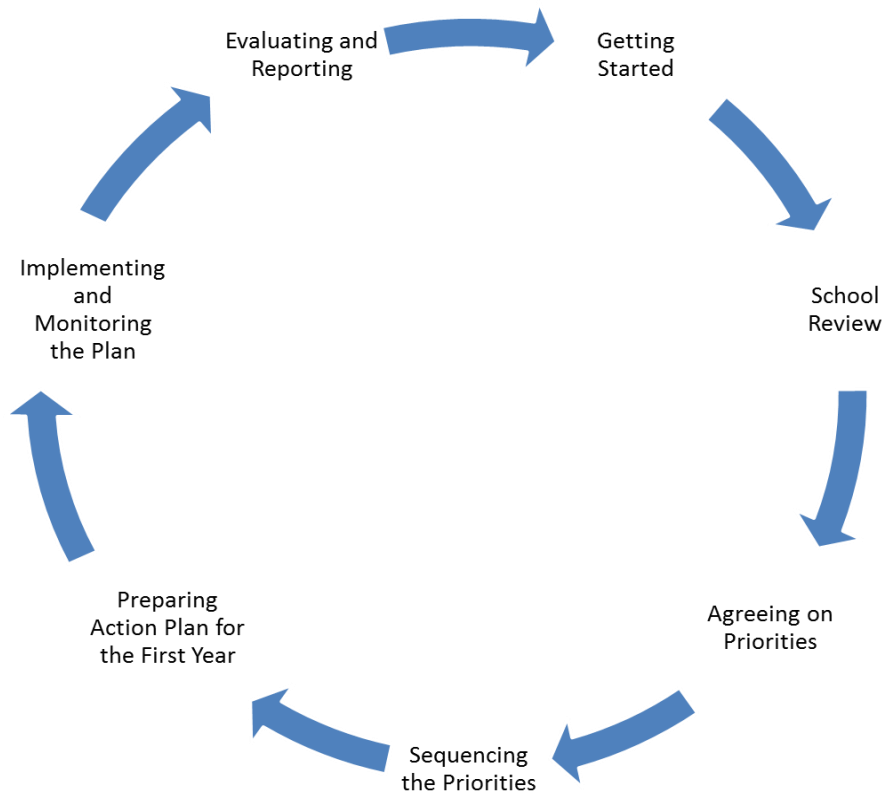 Getting
Started
School
Review
Agreeing on
Priorities
Sequencing
the Priorities
Preparing
Action Plan for
the First Year
Implementing
and
Monitoring
the Plan
Evaluating and
Reporting